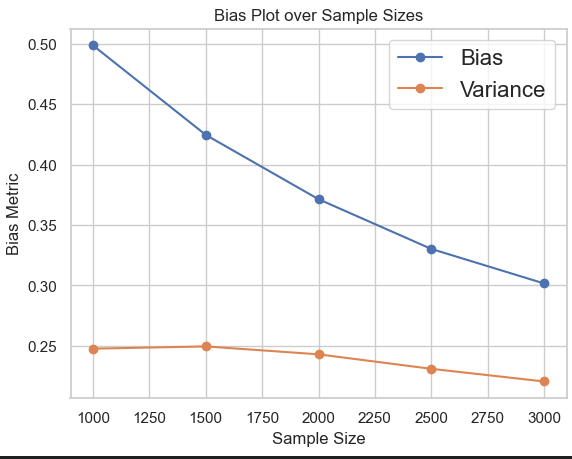 Bias Plot over Sample Sizes
Bias
Variance
Bias Metric
0.50
0.45
0.40
0.35
0.30
0.25
1000 1250 1500 1750 2000 2250 2500 2750 3000
Sample Size